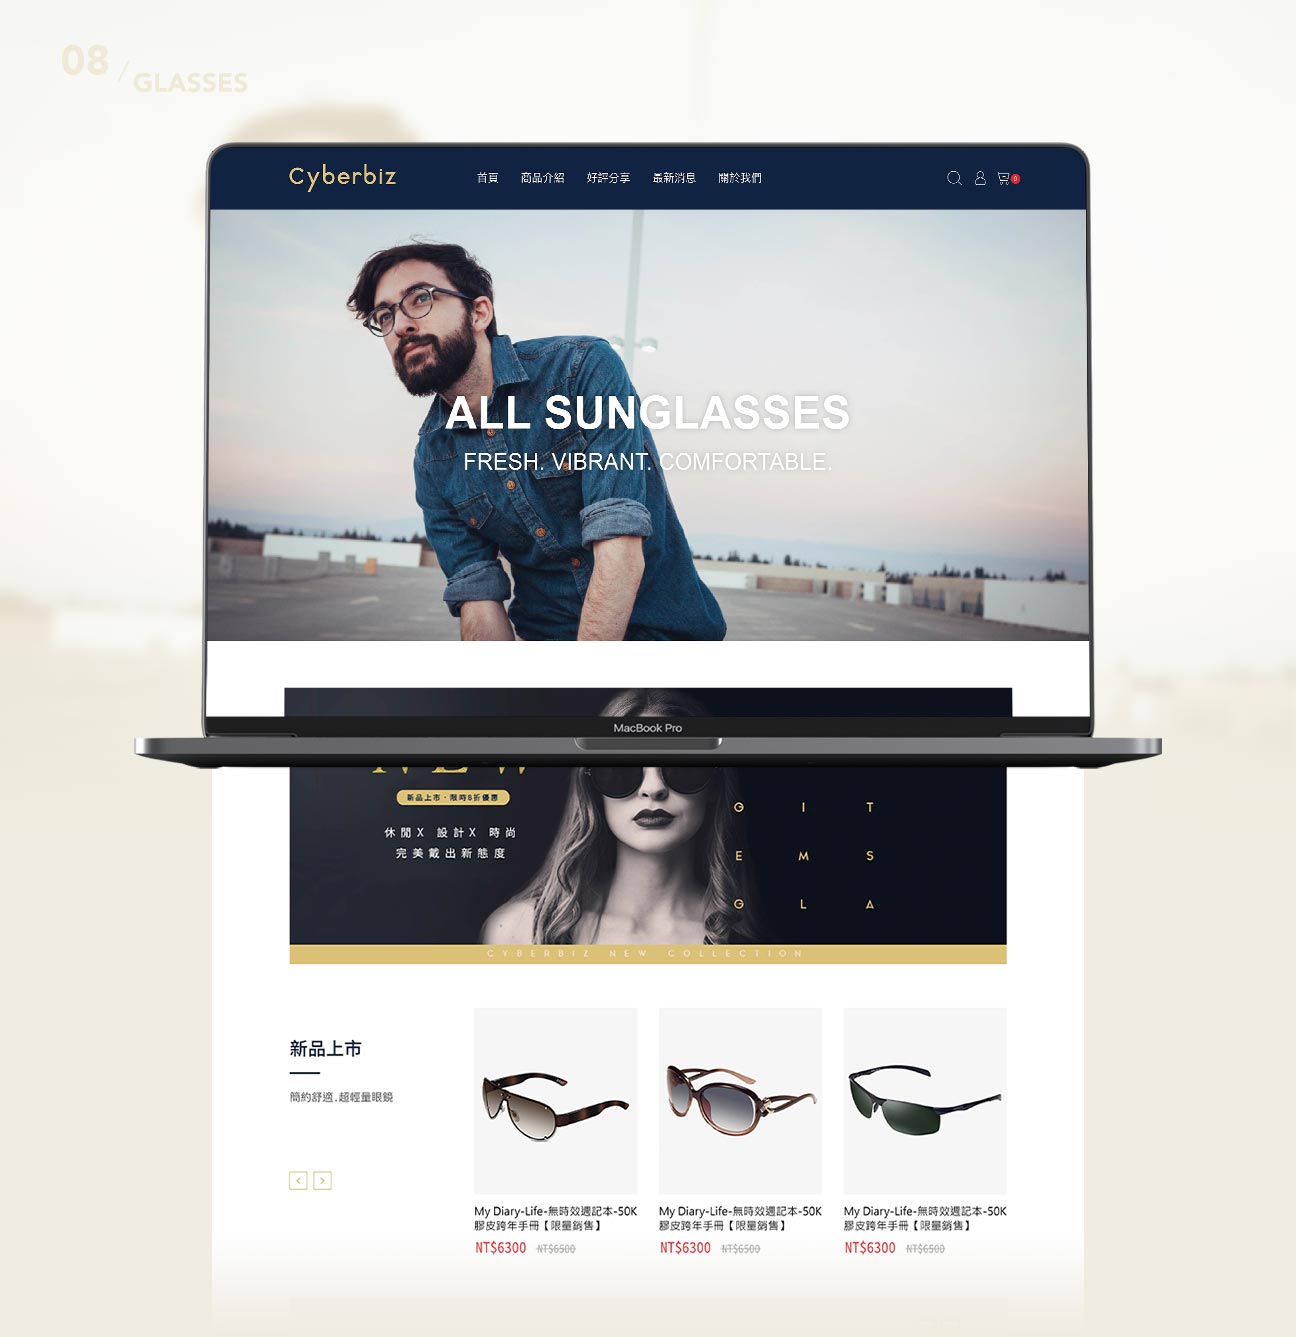 08 / GLASSES
Cyberbiz
首頁 商品介紹 好評分享 最新消息 關於我們
0
ALL SUNGLASSES
FRESH. VIBRANT. COMFORTABLE.
MacBook Pro
NEW
新品上市・限時8折優惠
休閒X 設計X 時尚
完美戴出新態度
G I T
E M S
G L A
CYBERBIZ NEW COLLECTION
新品上市
簡約舒適.超輕量眼鏡
My Diary-Life-無時效週記本-50K
膠皮跨年手冊【限量銷售】
NT$6300 NT$6500
My Diary-Life-無時效週記本-50K
膠皮跨年手冊【限量銷售】
NT$6300 NT$6500
My Diary-Life-無時效週記本-50K
膠皮跨年手冊【限量銷售】
NT$6300 NT$6500